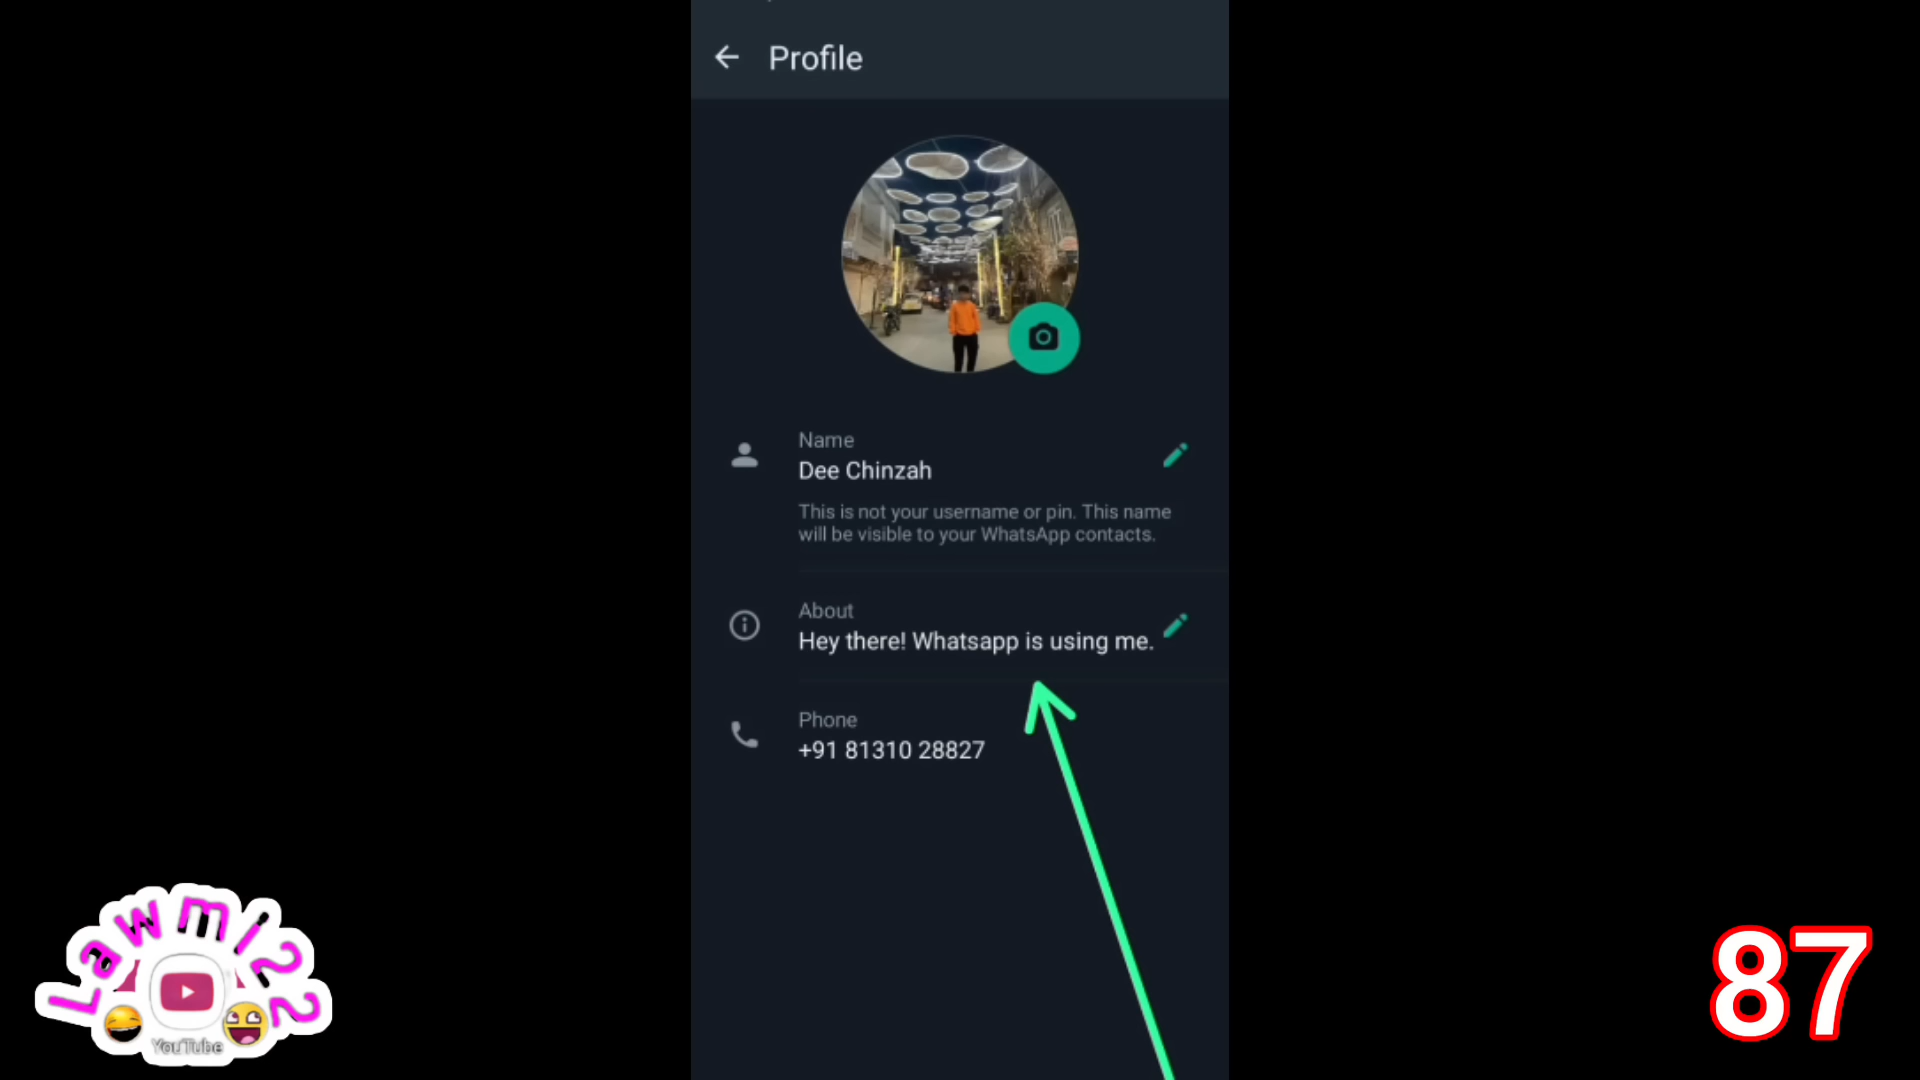 Profile
Name
Dee Chinzah
This is not your username or pin. This name
will be visible to your WhatsApp contacts.
About
Hey there! Whatsapp is using me.
Phone
+91 81310 28827
Lawmi22
YouTube
87